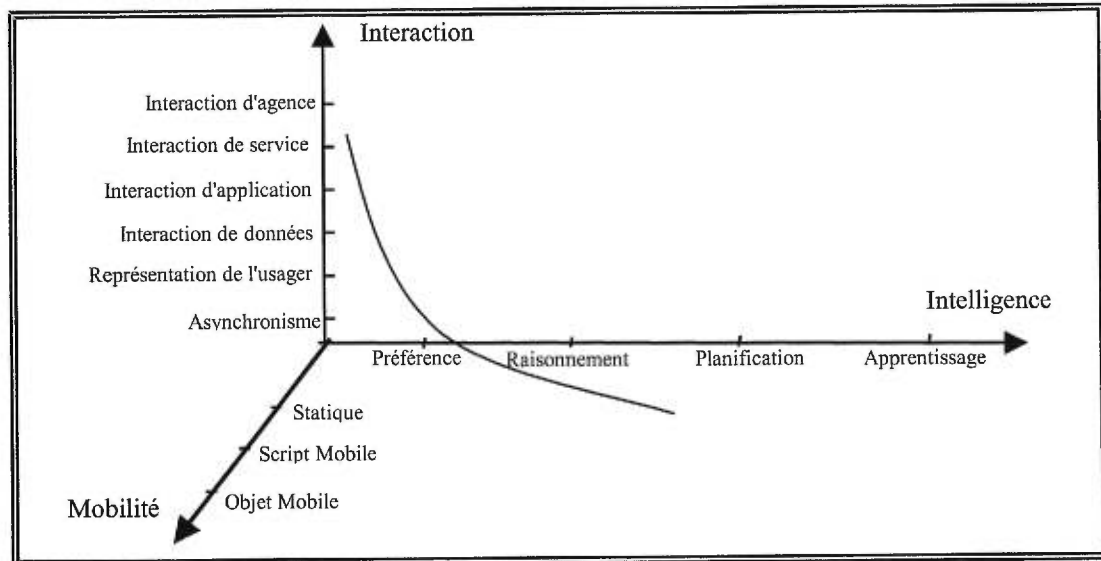 Interaction
Interaction d'agence
Interaction de service
Interaction d'application
Interaction de données
Représentation de l'usager
Asynchronisme
Intelligence
Préférence
Raisonnement
Planification
Apprentissage
Statique
Script Mobile
Objet Mobile
Mobilité